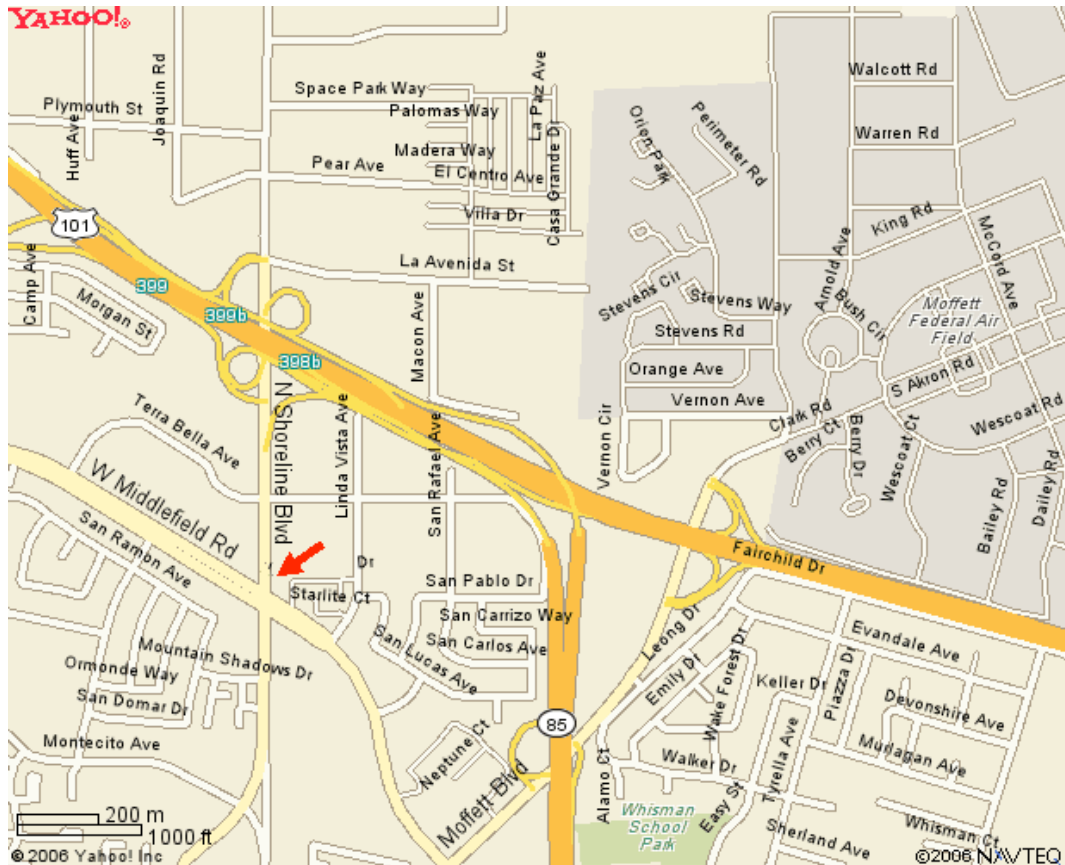 YAHOO!®
Plymouth St
Huff Ave
Joaquin Rd
Space Park Way
Palomas Way
La Paz Ave
Madera Way
Pear Ave
El Centro Ave
Casa Grande Dr
Villa Dr
La Avenida St
Orion Park
Perimeter Rd
Walcott Rd
Warren Rd
King Rd
McCord Ave
Arnold Ave
Bush Cir
Moffett
Federal Air
Field
101
399
399b
398b
Camp Ave
Morgan St
Macon Ave
Stevens Cir
Stevens Way
Stevens Rd
Orange Ave
Vernon Ave
Vernon Cir
S Akron Rd
Clark Rd
Berry Ct
Berry Dr
Wescoat Ct
Wescoat Rd
Bailey Rd
Dailey Rd
Terra Bella Ave
N Shoreline Blvd
Linda Vista Ave
San Rafael Ave
W Middlefield Rd
San Ramon Ave
Dr
Starlite Ct
San Pablo Dr
San Carrizo Way
San Carlos Ave
San Lucas Ave
Fairchild Dr
Leong Dr
Emily Dr
Wake Forest Dr
Evandale Ave
Keller Dr
Piazza Dr
Devonshire Ave
Murlagan Ave
Mountain Shadows Dr
Ormonde Way
San Domar Dr
Montecito Ave
Neptune Ct
85
Moffett Blvd
Alamo Ct
Walker Dr
Tyrella Ave
Easy St
Whisman
School
Park
Sherland Ave
Whisman Ct
200 m
1000 ft
©2006 Yahoo! Inc
©2006 NAVTEQ